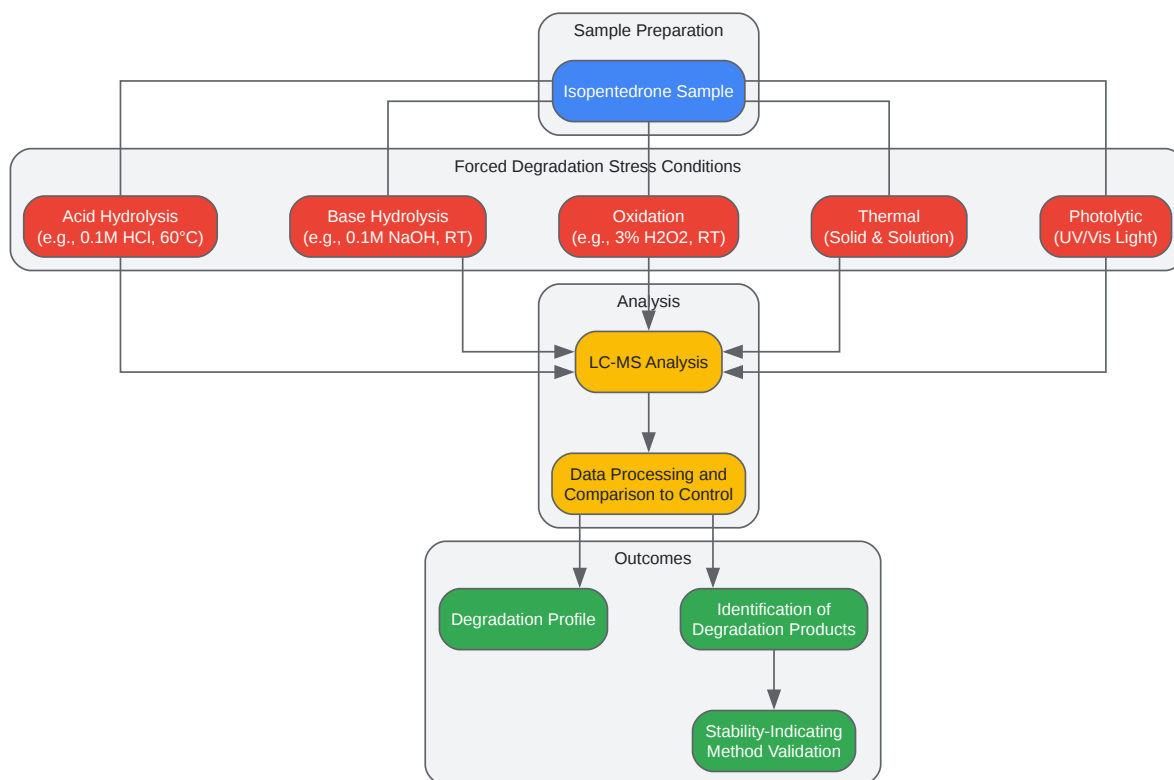 Sample Preparation
Isopentedrone Sample
Forced Degradation Stress Conditions
Acid Hydrolysis
(e.g., 0.1M HCl, 60°C)
Base Hydrolysis
(e.g., 0.1M NaOH, RT)
Oxidation
(e.g., 3% H2O2, RT)
Thermal
(Solid & Solution)
Photolytic
(UV/Vis Light)
Analysis
LC-MS Analysis
Data Processing and
Comparison to Control
Outcomes
Degradation Profile
Identification of
Degradation Products
Stability-Indicating
Method Validation